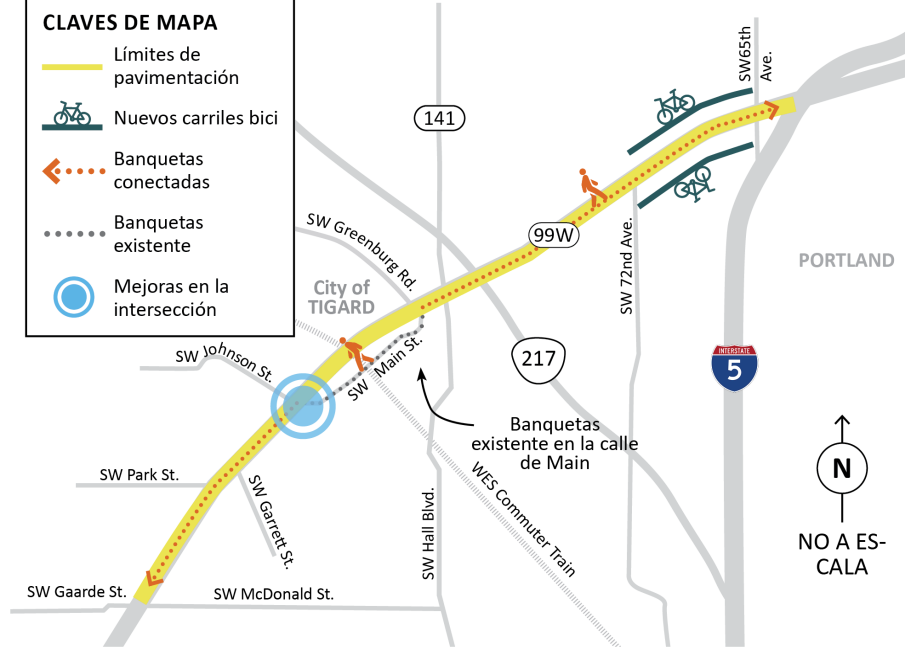 CLAVES DE MAPA
Límites de
pavimentación
Nuevos carriles bici
Banquetas
conectadas
Banquetas
existente
Mejoras en la
intersección
SW65th
Ave.
141
99W
SW Greenburg Rd.
City of
TIGARD
SW 72nd Ave.
PORTLAND
SW Johnson St.
SW Main St.
217
INTERSTATE
5
Banquetas
existente en la calle
de Main
N
NO A ES-
CALA
SW Park St.
SW Garrett St.
SW Hall Blvd.
WES Commuter Train
SW Gaarde St.
SW McDonald St.